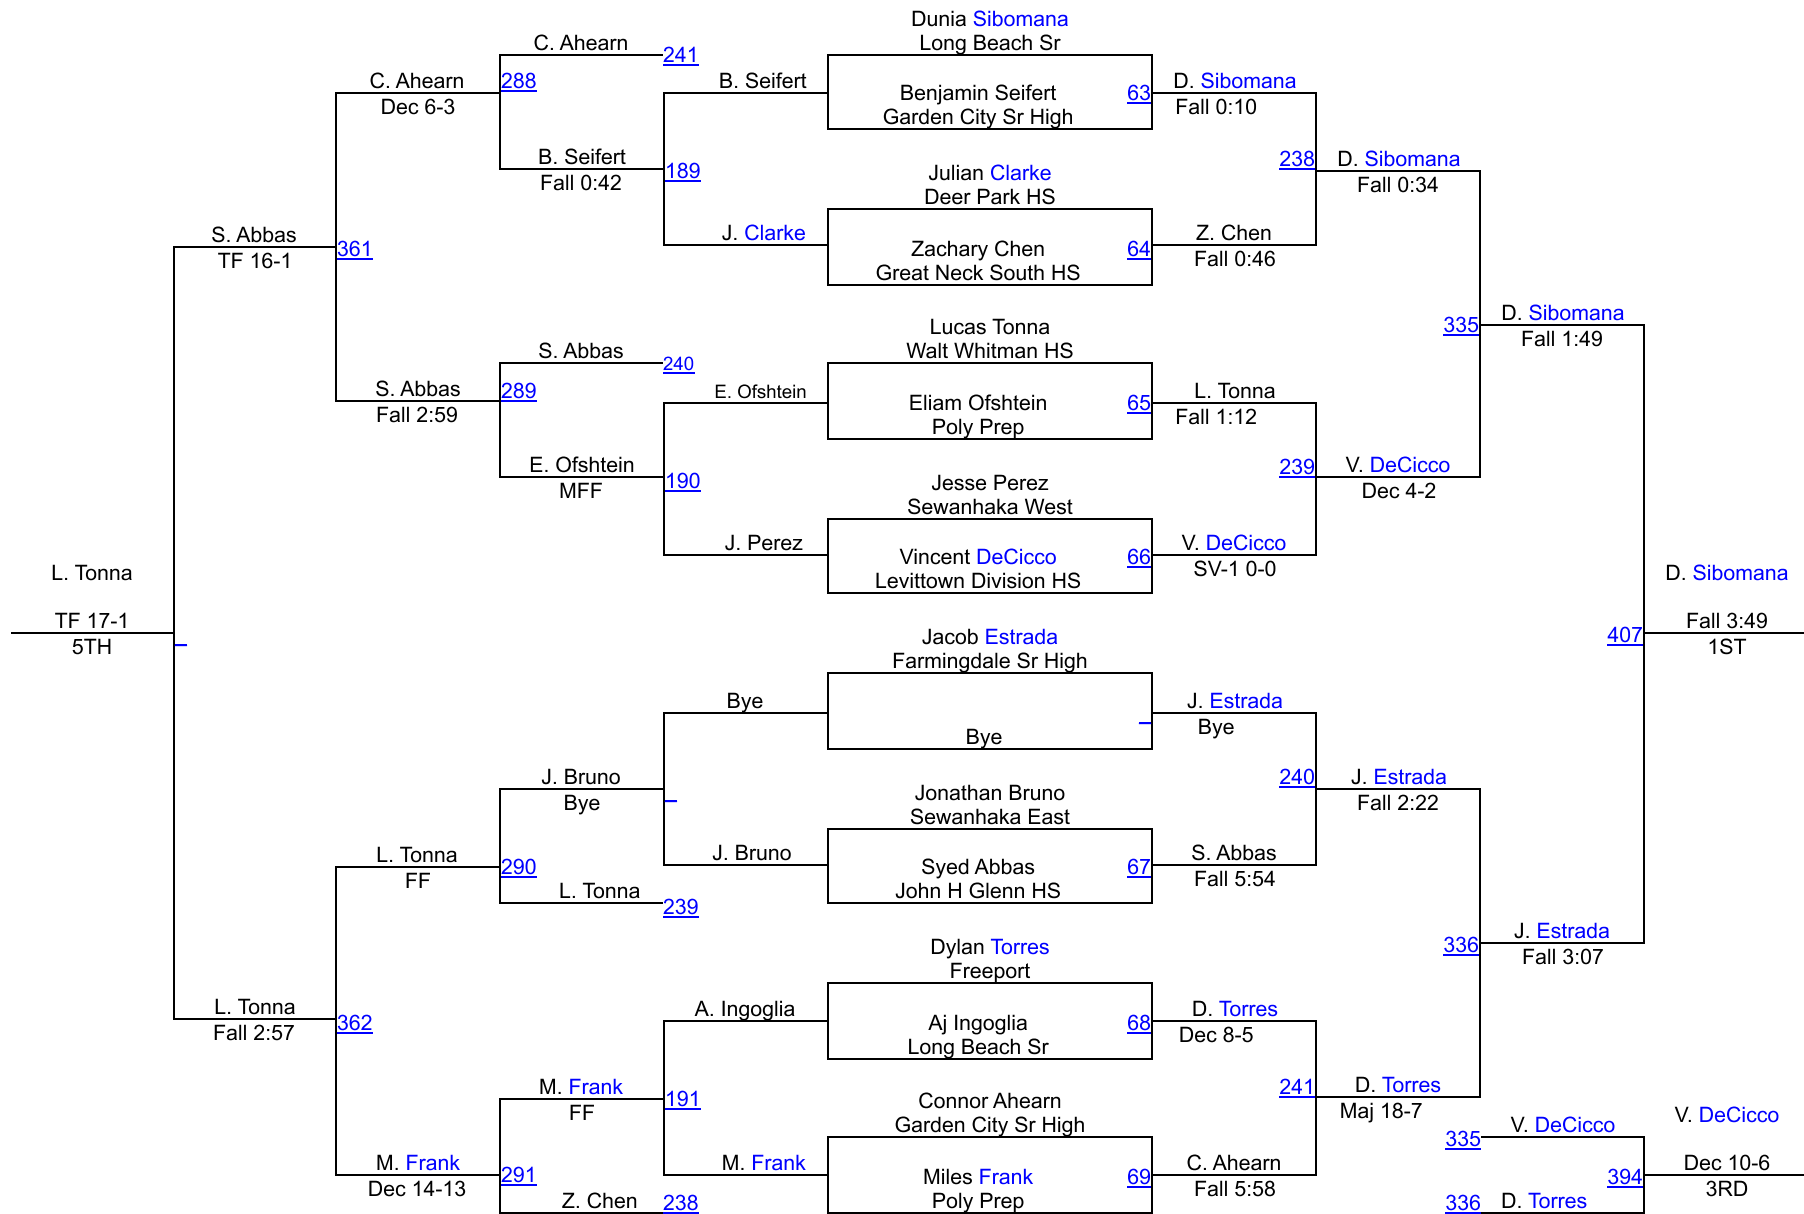 Dunia Sibomana
Long Beach Sr
C. Ahearn
241
C. Ahearn
288
Dec 6-3
B. Seifert
Benjamin Seifert
Garden City Sr High
63
D. Sibomana
Fall 0:10
B. Seifert
Fall 0:42
189
Julian Clarke
Deer Park HS
238
D. Sibomana
Fall 0:34
S. Abbas
TF 16-1
361
J. Clarke
Zachary Chen
Great Neck South HS
64
Z. Chen
Fall 0:46
Lucas Tonna
Walt Whitman HS
335
D. Sibomana
Fall 1:49
S. Abbas
240
S. Abbas
289
Fall 2:59
E. Ofshtein
Eliam Ofshtein
Poly Prep
65
L. Tonna
Fall 1:12
E. Ofshtein
MFF
190
Jesse Perez
Sewanhaka West
239
V. DeCicco
Dec 4-2
J. Perez
Vincent DeCicco
Levittown Division HS
66
V. DeCicco
SV-1 0-0
L. Tonna
TF 17-1
5TH
D. Sibomana
407
Fall 3:49
1ST
Jacob Estrada
Farmingdale Sr High
Bye
Bye
J. Estrada
Bye
J. Bruno
Bye
Jonathan Bruno
Sewanhaka East
240
J. Estrada
Fall 2:22
L. Tonna
FF
290
J. Bruno
Syed Abbas
John H Glenn HS
67
S. Abbas
Fall 5:54
L. Tonna
239
Dylan Torres
Freeport
336
J. Estrada
Fall 3:07
L. Tonna
Fall 2:57
362
A. Ingoglia
Aj Ingoglia
Long Beach Sr
68
D. Torres
Dec 8-5
M. Frank
FF
191
Connor Ahearn
Garden City Sr High
241
D. Torres
Maj 18-7
M. Frank
Dec 14-13
291
M. Frank
Miles Frank
Poly Prep
69
C. Ahearn
Fall 5:58
Z. Chen
238
335
V. DeCicco
V. DeCicco
394
Dec 10-6
3RD
336
D. Torres